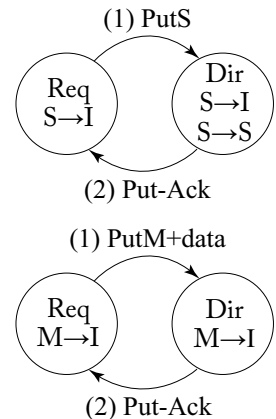 (1) PutS
Req
S→I
Dir
S→I
S→S
(2) Put-Ack
(1) PutM+data
Req
M→I
Dir
M→I
(2) Put-Ack